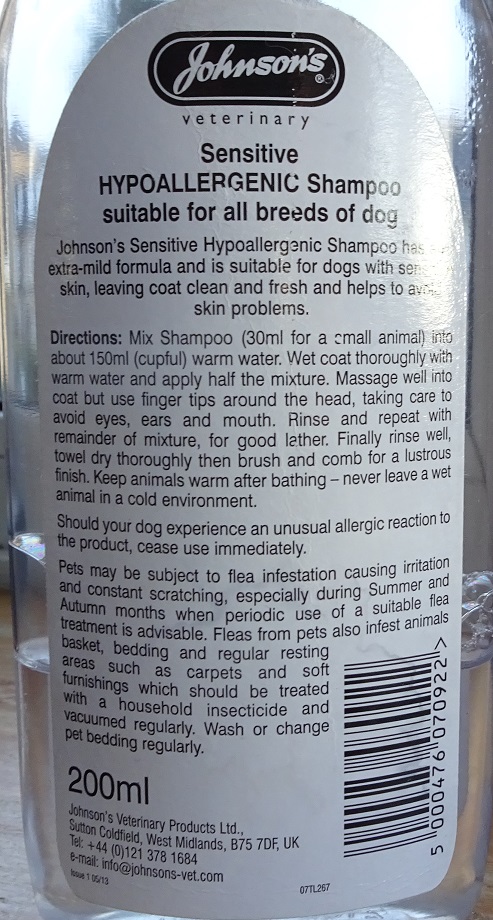 Johnson's®
veterinary
Sensitive
HYPOALLERGENIC Shampoo
suitable for all breeds of dog
Johnson's Sensitive Hypoallergenic Shampoo has
extra-mild formula and is suitable for dogs with
skin, leaving coat clean and fresh and helps to
skin problems.
Directions: Mix Shampoo (30ml for a small animal) into
about 150ml (cupful) warm water. Wet coat thoroughly with
warm water and apply half the mixture. Massage well into
coat but use finger tips around the head, taking care to
avoid eyes, ears and mouth. Rinse and repeat with
remainder of mixture, for good lather. Finally rinse well,
towel dry thoroughly then brush and comb for a lustrous
finish. Keep animals warm after bathing – never leave a wet
animal in a cold environment.
Should your dog experience an unusual allergic reaction to
the product, cease use immediately.
Pets may be subject to flea infestation causing irritation
and constant scratching, especially during Summer and
Autumn months when periodic use of a suitable flea
treatment is advisable. Fleas from pets also infest animals
basket, bedding and regular resting
areas such as carpets and soft
furnishings which should be treated
with a household insecticide and
vacuumed regularly. Wash or change
pet bedding regularly.
5 000476 070922 >
200ml
Johnson's Veterinary Products Ltd.,
Sutton Coldfield, West Midlands, B75 7DF, UK
Tel: +44 (0)121 378 1684
e-mail: info@johnsons-vet.com
Issue 1 05/13
07TL267